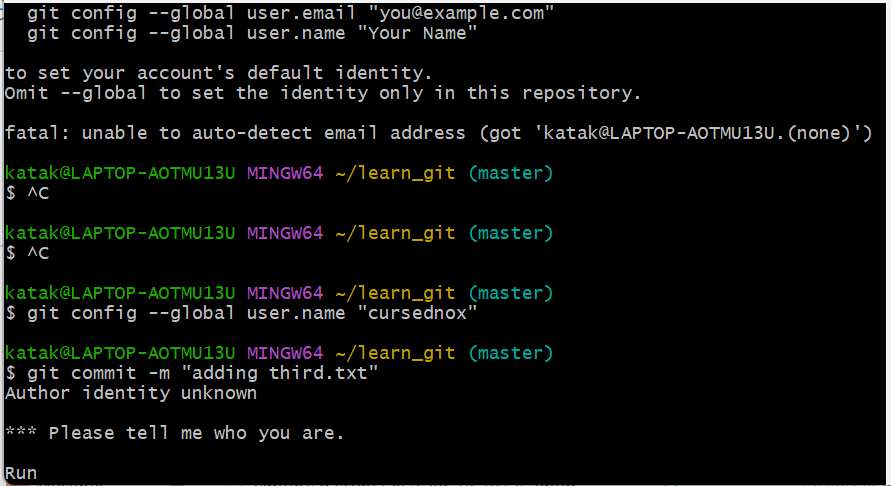 git config --global user.email "you@example.com"
git config --global user.name "Your Name"
to set your account's default identity.
Omit --global to set the identity only in this repository.
fatal: unable to auto-detect email address (got 'katak@LAPTOP-AOTMU13U.(none)')
katak@LAPTOP-AOTMU13U MINGW64 ~/learn_git (master)
$ ^C
katak@LAPTOP-AOTMU13U MINGW64 ~/learn_git (master)
$ ^C
katak@LAPTOP-AOTMU13U MINGW64 ~/learn_git (master)
$ git config --global user.name "cursednox"
katak@LAPTOP-AOTMU13U MINGW64 ~/learn_git (master)
$ git commit -m "adding third.txt"
Author identity unknown
*** Please tell me who you are.
Run